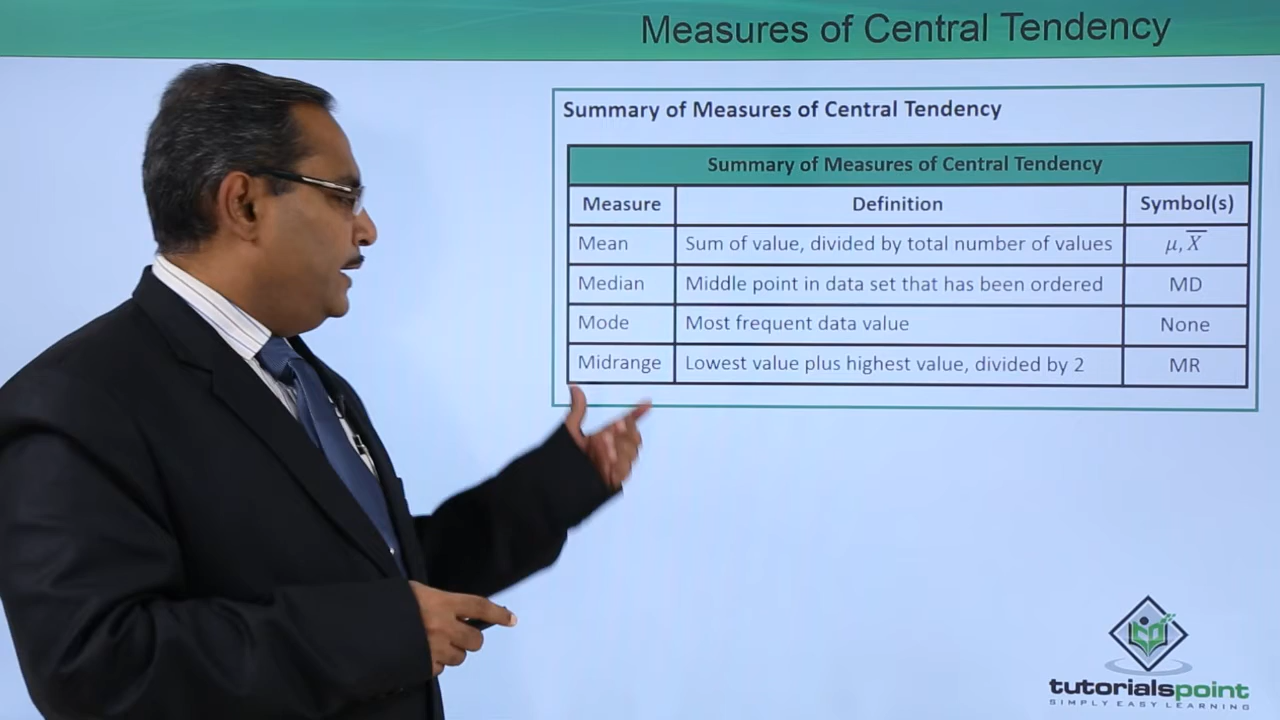 Measures of Central Tendency
Summary of Measures of Central Tendency
Summary of Measures of Central Tendency
Measure Definition Symbol(s)
Mean Sum of value, divided by total number of values μ, X̅
Median Middle point in data set that has been ordered MD
Mode Most frequent data value None
Midrange Lowest value plus highest value, divided by 2 MR
tutorialspoint
SIMPLY EASY LEARNING